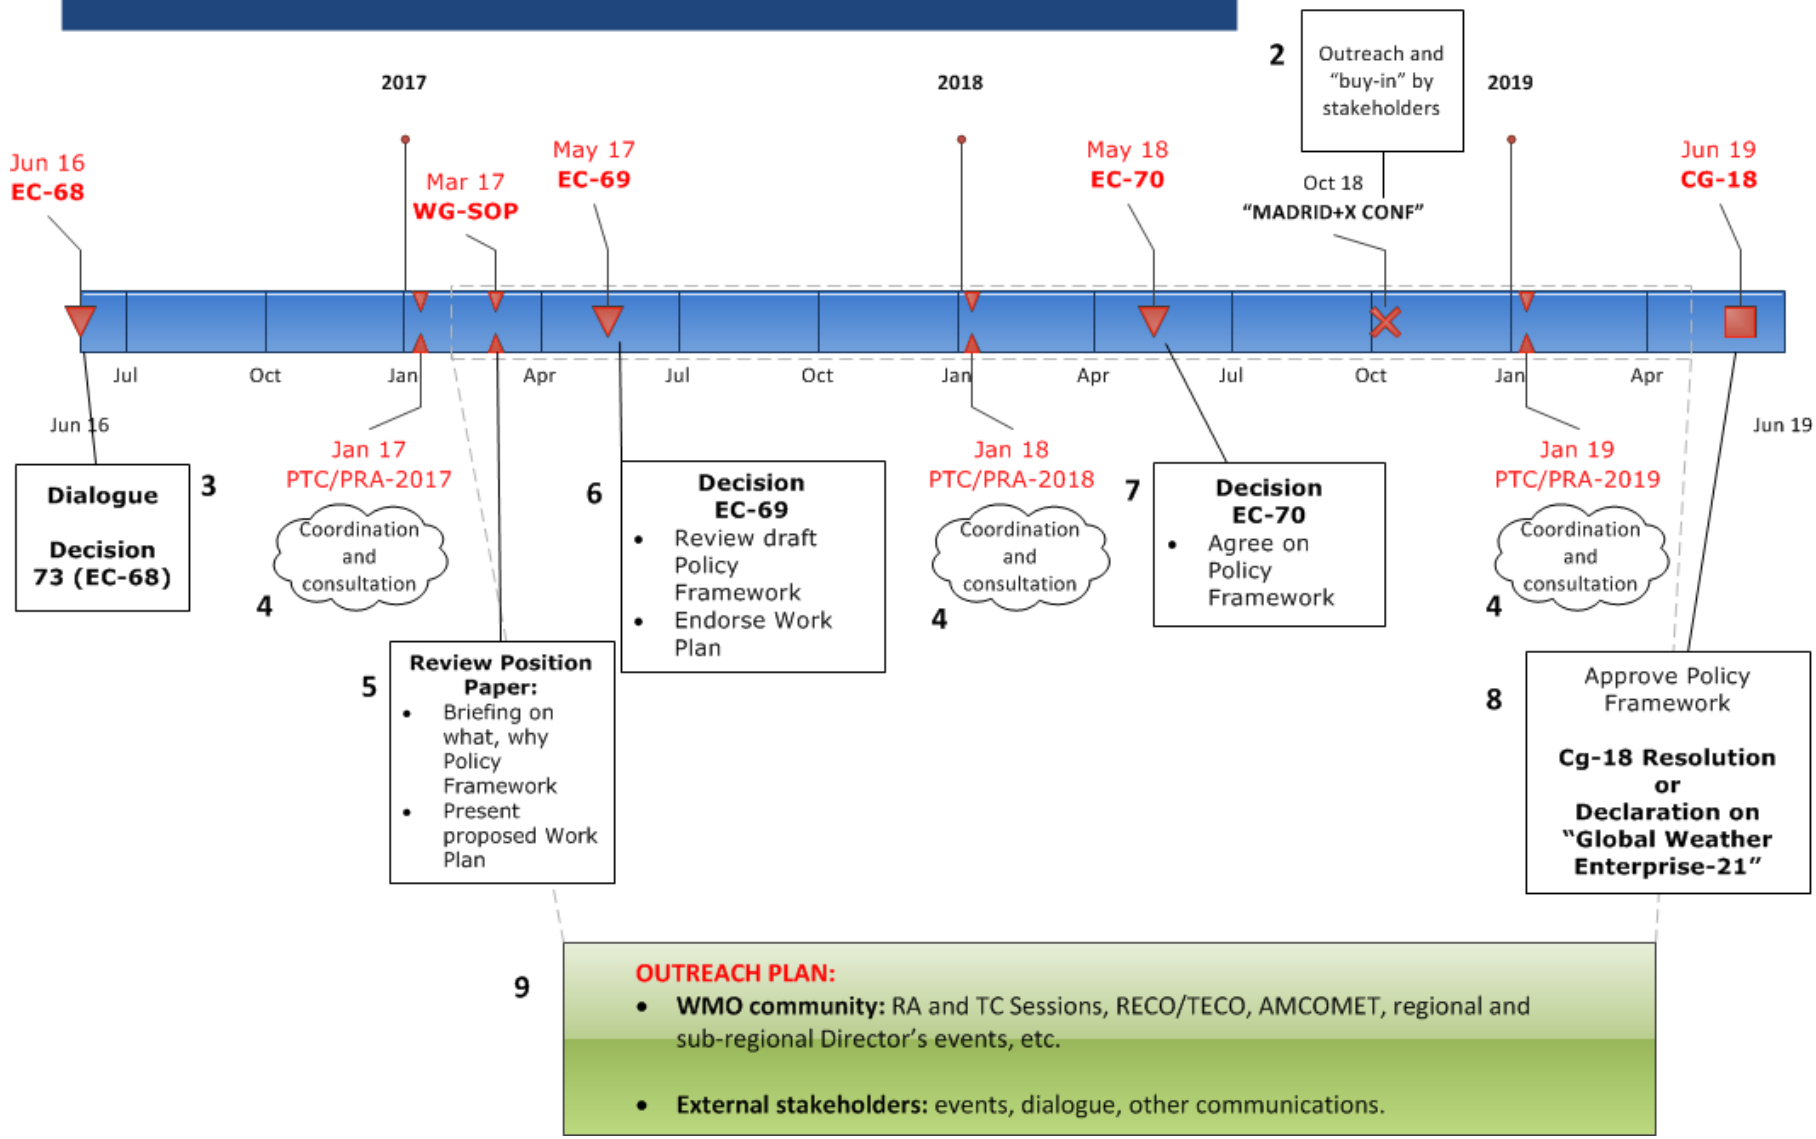 2
Outreach and
“buy-in” by
stakeholders
2017
2018
2019
Jun 16
EC-68
Mar 17
WG-SOP
May 17
EC-69
May 18
EC-70
Oct 18
“MADRID+X CONF”
Jun 19
CG-18
Jul
Oct
Jan
Apr
Jul
Oct
Jan
Apr
Jul
Oct
Jan
Apr
Jun 16
Jun 19
Dialogue
Decision
73 (EC-68)
3
Jan 17
PTC/PRA-2017
Coordination
and
consultation
4
5
Review Position
Paper:
• Briefing on
what, why
Policy
Framework
• Present
proposed Work
Plan
6
Decision
EC-69
• Review draft
Policy
Framework
• Endorse Work
Plan
Jan 18
PTC/PRA-2018
Coordination
and
consultation
4
7
Decision
EC-70
• Agree on
Policy
Framework
Jan 19
PTC/PRA-2019
Coordination
and
consultation
4
8
Approve Policy
Framework
Cg-18 Resolution
or
Declaration on
“Global Weather
Enterprise-21”
9
OUTREACH PLAN:
• WMO community: RA and TC Sessions, RECO/TECO, AMCOMET, regional and
sub-regional Director’s events, etc.
• External stakeholders: events, dialogue, other communications.